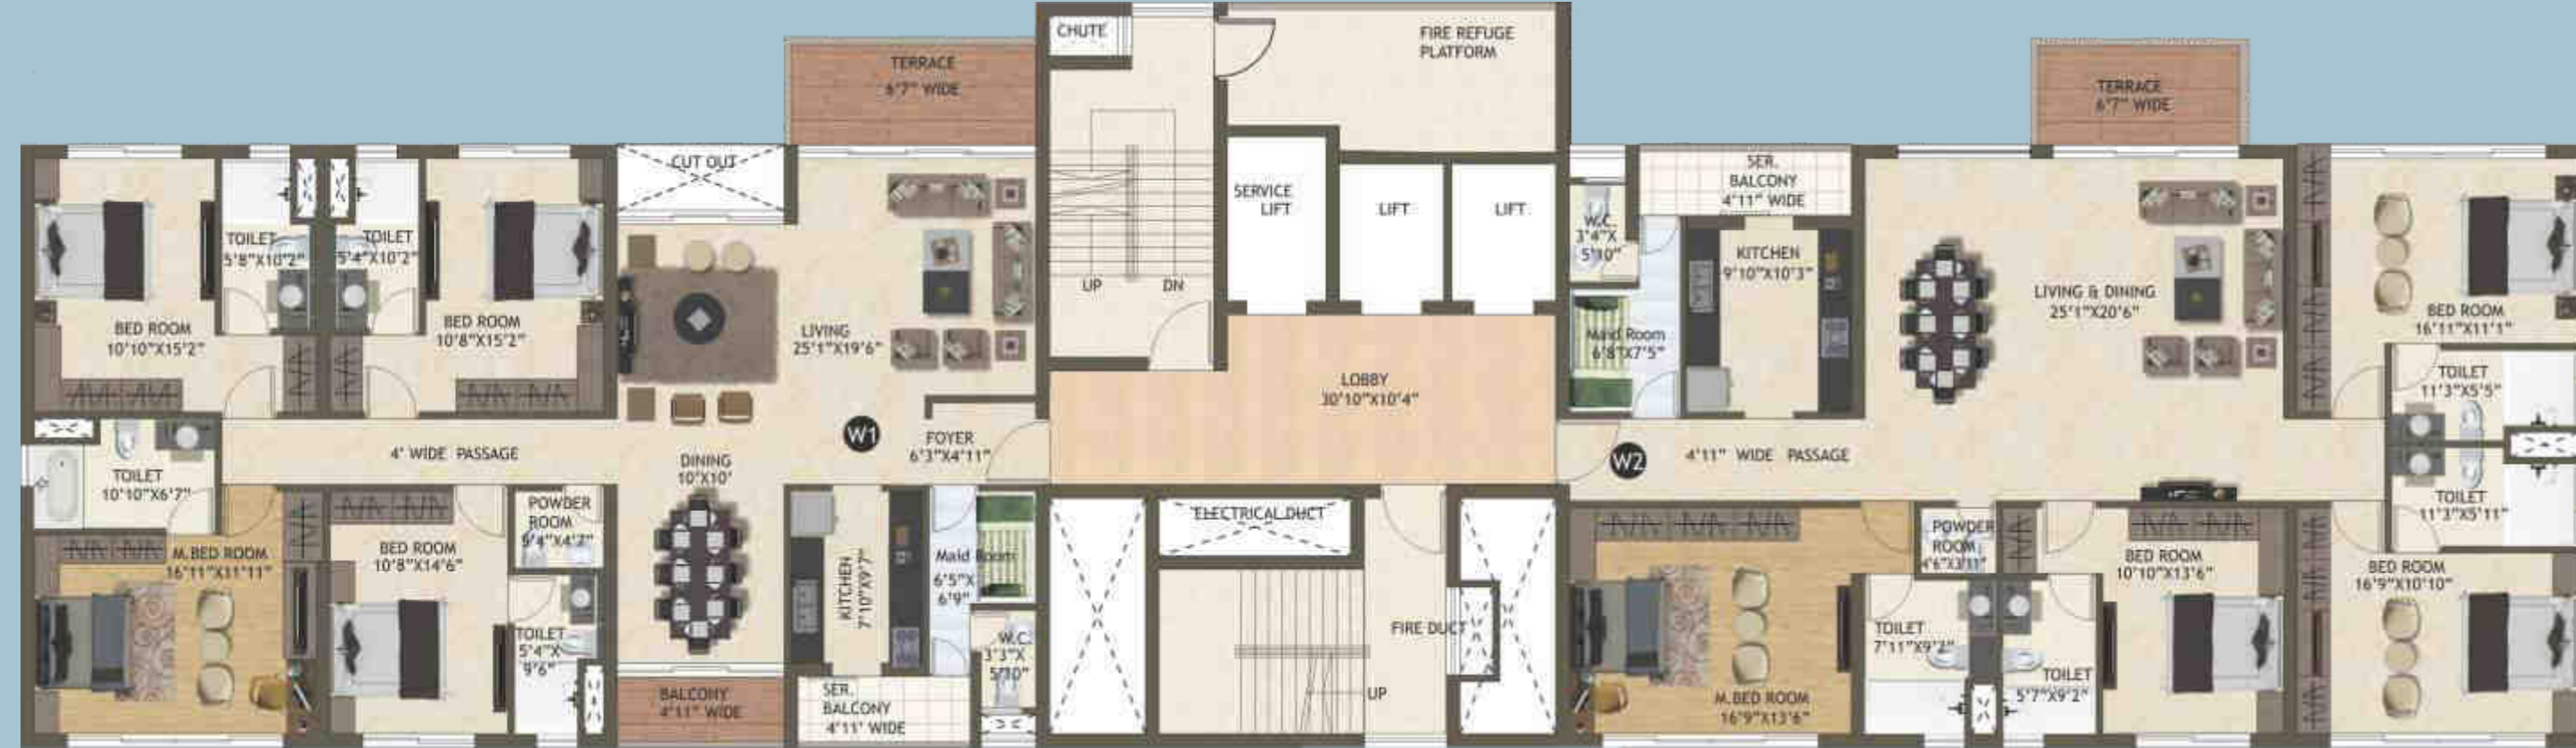 CHUTE
FIRE REFUGE
PLATFORM
TERRACE
6'7" WIDE
TERRACE
6'7" WIDE
CUT OUT
SER.
BALCONY
4'11" WIDE
SERVICE
LIFT
LIFT
LIFT
TOILET
5'8"X10'2"
TOILET
5'4"X10'2"
W.C.
3'4"X
5'10"
KITCHEN
9'10"X10'3"
UP
DN
LIVING & DINING
25'1"X20'6"
BED ROOM
10'10"X15'2"
BED ROOM
10'8"X15'2"
LIVING
25'1"X19'6"
Maid Room
6'8"X7'5"
BED ROOM
16'11"X11'1"
LOBBY
30'10"X10'4"
TOILET
11'3"X5'5"
W1
FOYER
6'3"X4'11"
4' WIDE PASSAGE
W2
4'11" WIDE PASSAGE
DINING
10'X10'
TOILET
10'10"X6'7"
TOILET
11'3"X5'11"
POWDER
ROOM
5'4"X4'7"
ELECTRICAL DUCT
POWDER
ROOM
4'6"X3'11"
M.BED ROOM
16'11"X11'11"
BED ROOM
10'8"X14'6"
KITCHEN
7'10"X9'7"
Maid Room
6'5"X
6'9"
BED ROOM
10'10"X13'6"
BED ROOM
16'9"X10'10"
TOILET
5'4"X
9'6"
W.C.
3'3"X
5'10"
FIRE DUCT
TOILET
7'11"X9'2"
TOILET
5'7"X9'2"
BALCONY
4'11" WIDE
SER.
BALCONY
4'11' WIDE
UP
M.BED ROOM
16'9"X13'6"